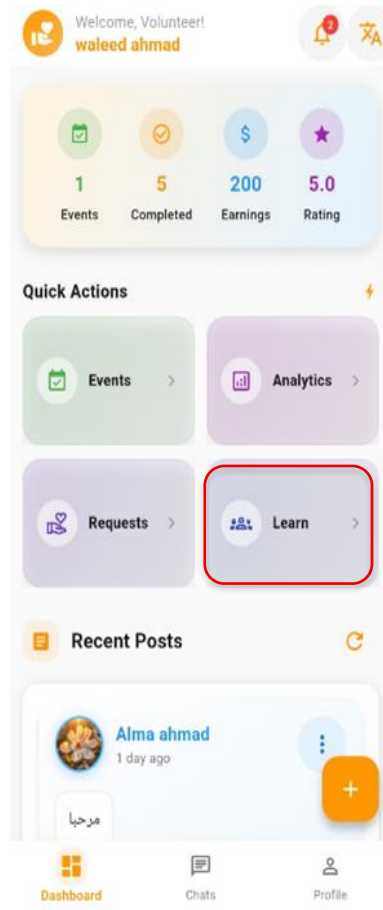 Welcome, Volunteer!
waleed ahmad
2
1 5 200 5.0
Events Completed Earnings Rating
Quick Actions
Events
Analytics
Requests
Learn
Recent Posts
Alma ahmad
1 day ago
مرحبا
Dashboard Chats Profile